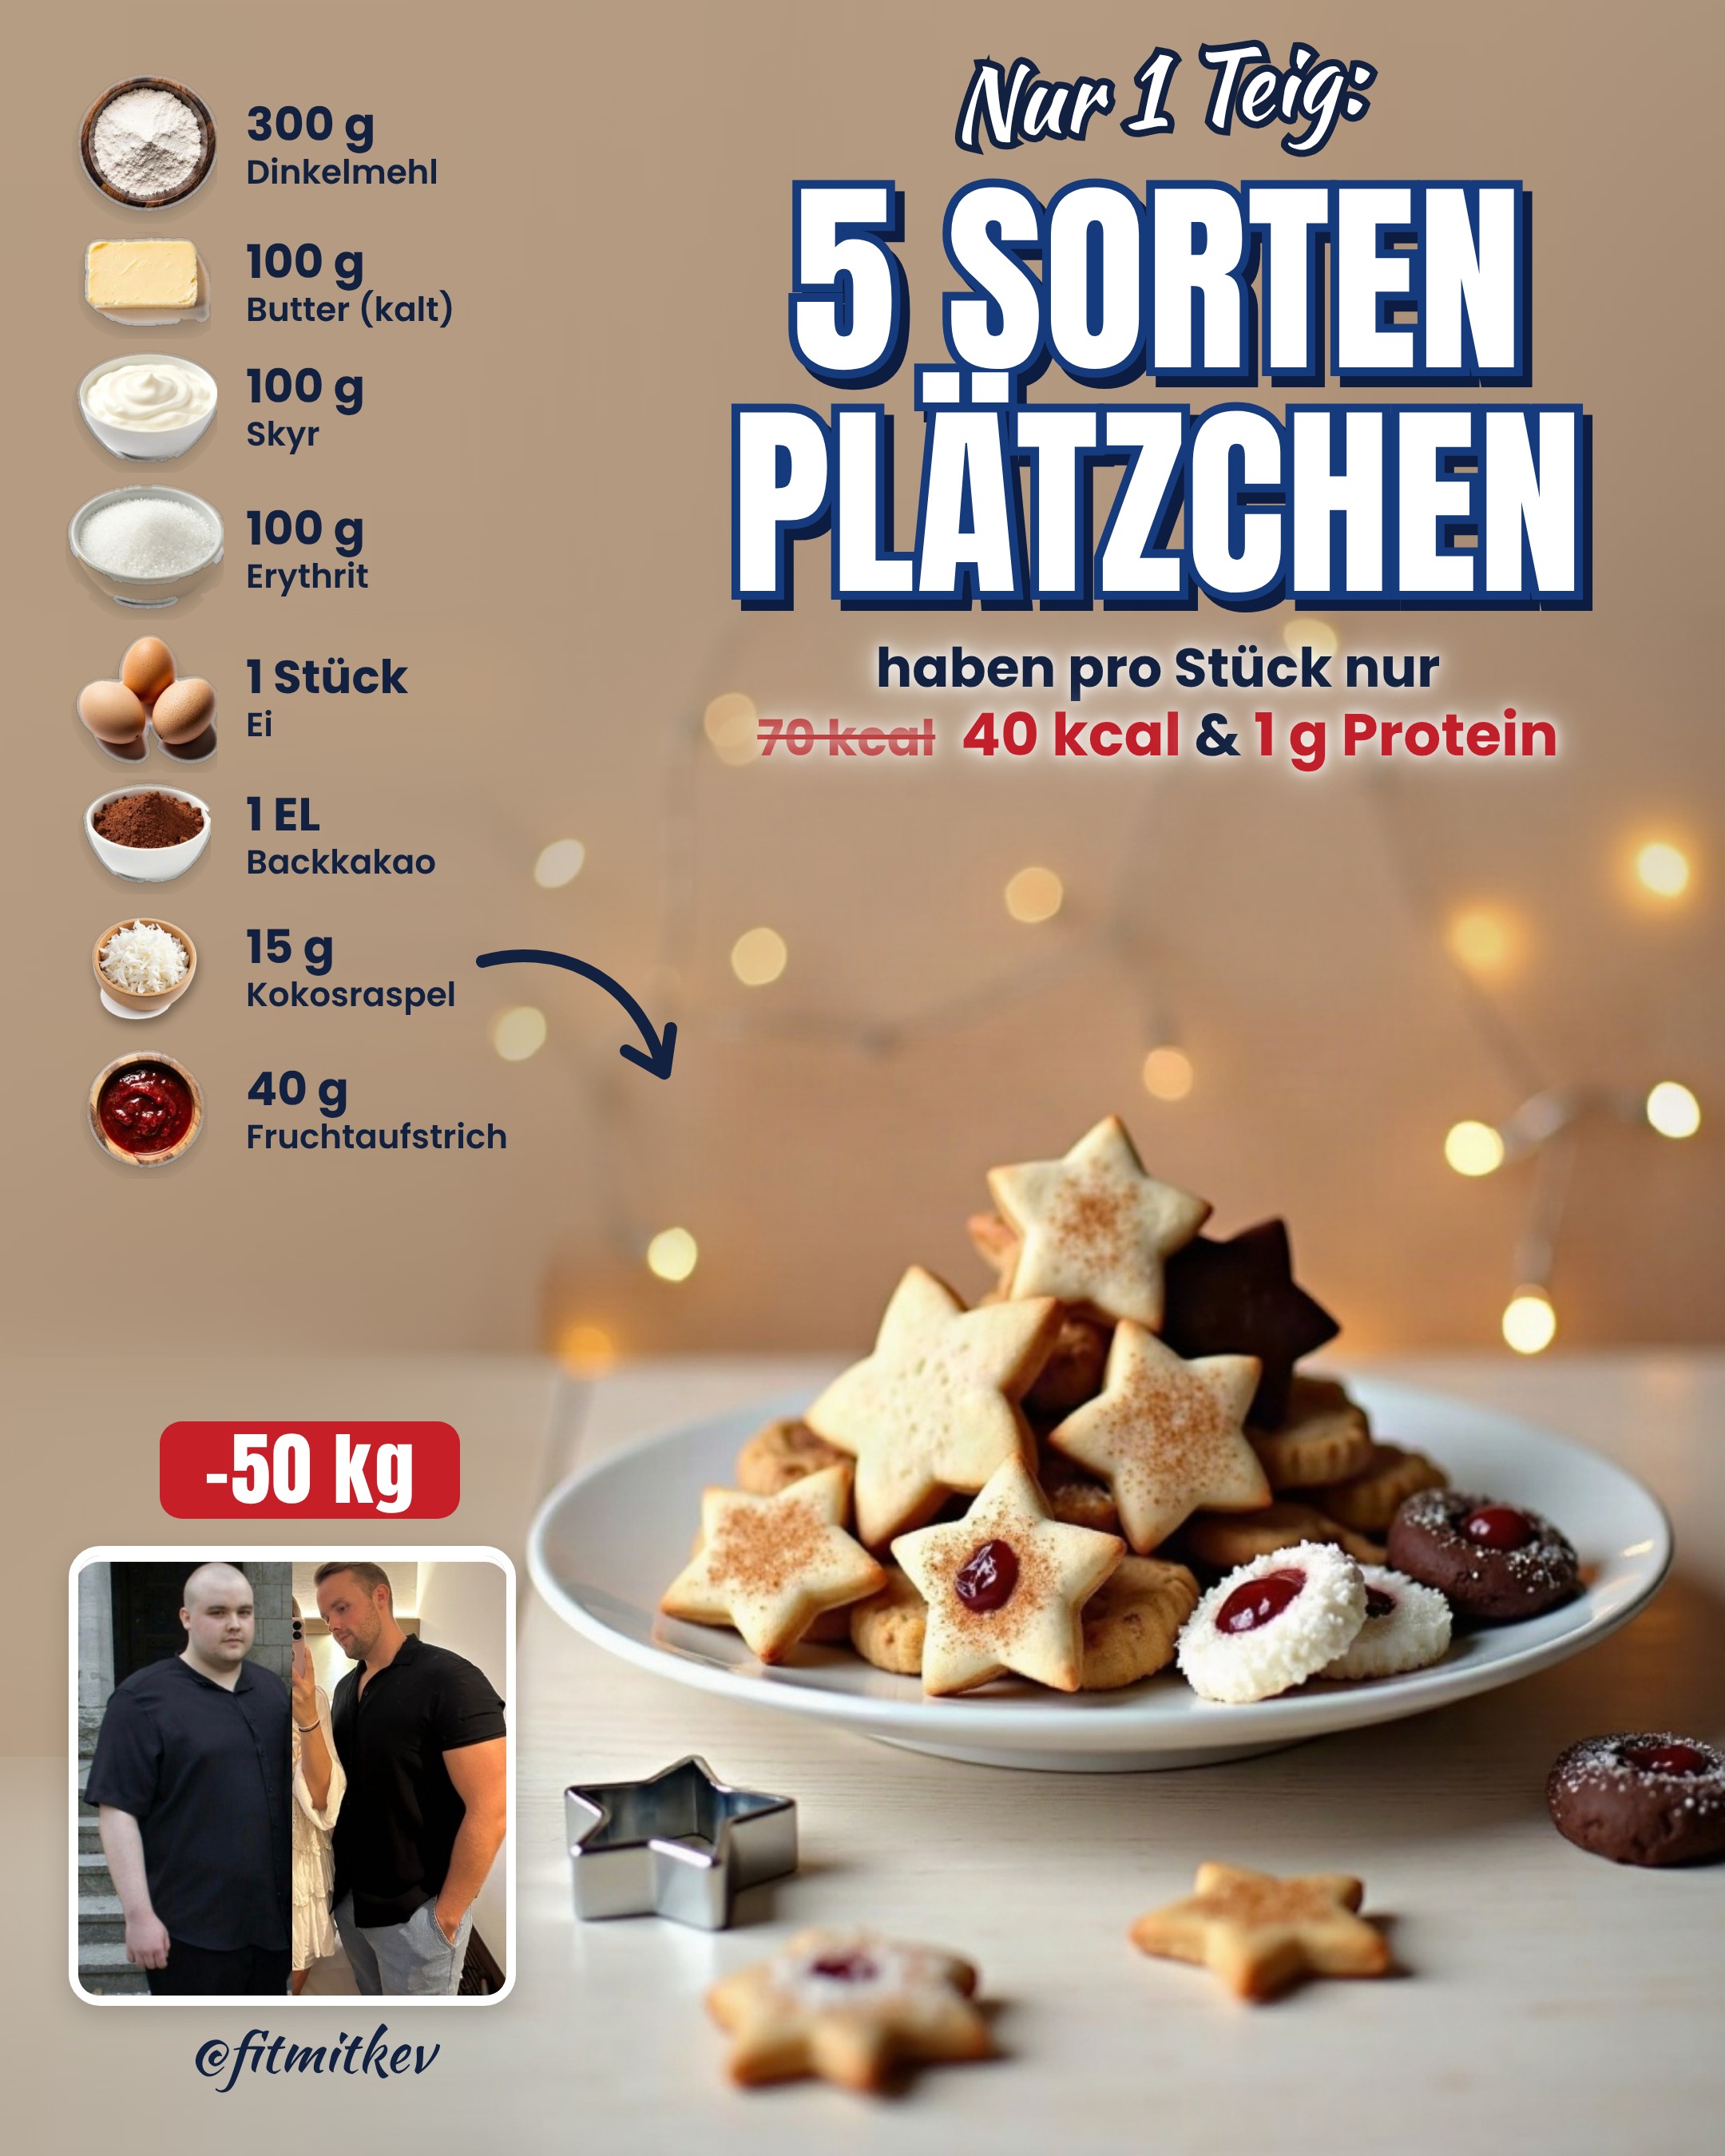 Nur 1 Teig:
5 SORTEN
PLÄTZCHEN
haben pro Stück nur
70 kcal 40 kcal & 1 g Protein
300 g
Dinkelmehl
100 g
Butter (kalt)
100 g
Skyr
100 g
Erythrit
1 Stück
Ei
1 EL
Backkakao
15 g
Kokosraspel
40 g
Fruchtaufstrich
-50 kg
@fitmitkev